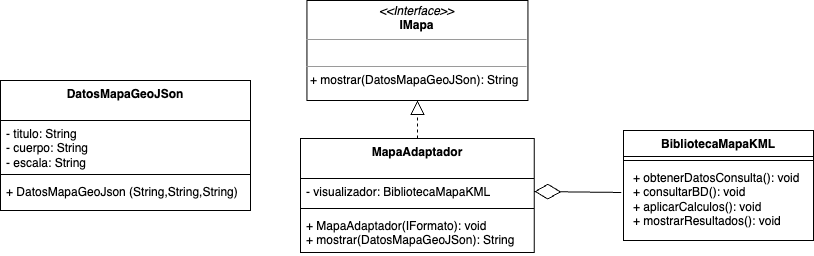 <<Interface>>
IMapa
+ mostrar(DatosMapaGeoJSon): String
DatosMapaGeoJSon
- titulo: String
- cuerpo: String
- escala: String
+ DatosMapaGeoJson (String,String,String)
MapaAdaptador
- visualizador: BibliotecaMapaKML
+ MapaAdaptador(IFormato): void
+ mostrar(DatosMapaGeoJSon): String
BibliotecaMapaKML
+ obtenerDatosConsulta(): void
+ consultarBD(): void
+ aplicarCalculos(): void
+ mostrarResultados(): void